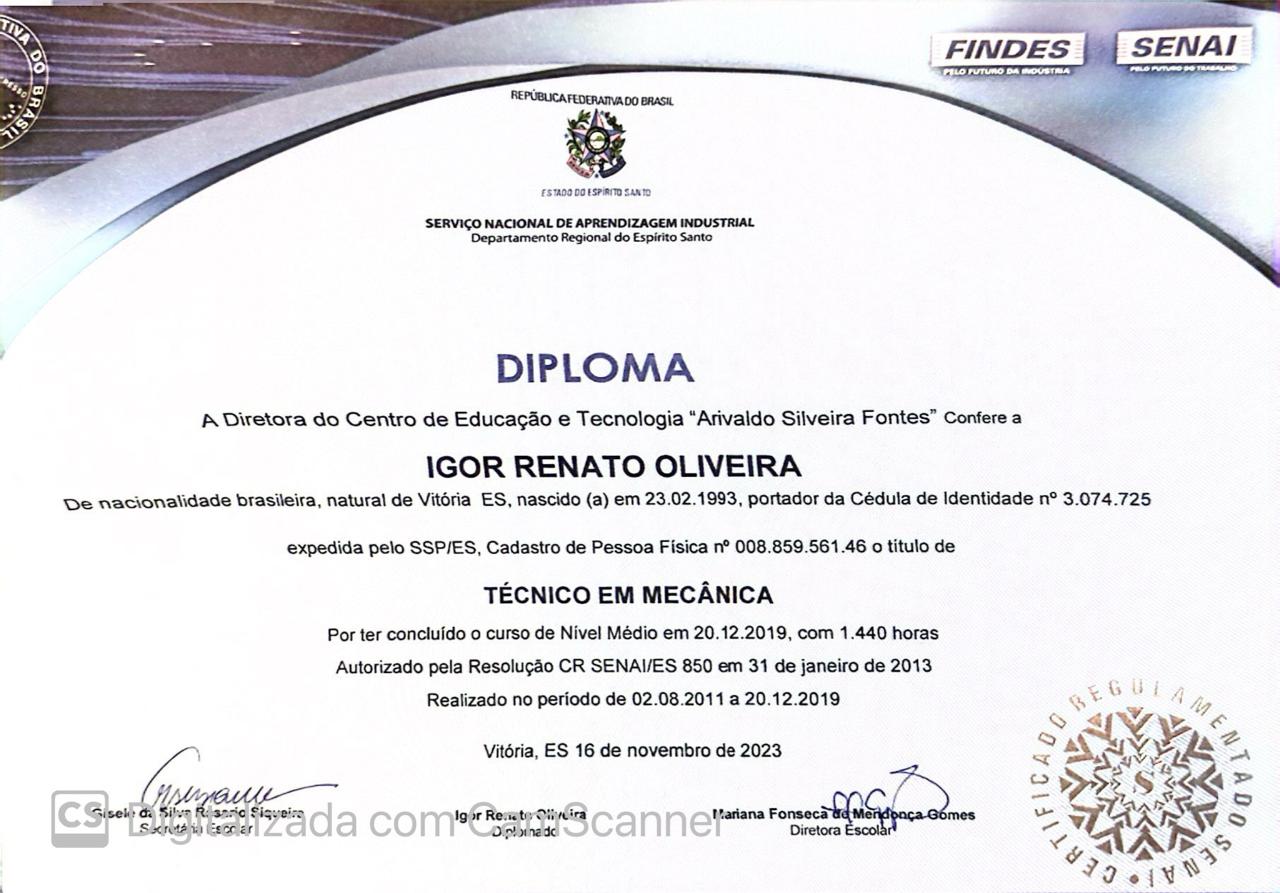 TIVA DO BRASIL
FINDES
PELO FUTURO DA INDÚSTRIA
SENAI
PELO FUTURO DO TRABALHO
REPÚBLICA FEDERATIVA DO BRASIL
ESTADO DO ESPÍRITO SANTO
SERVIÇO NACIONAL DE APRENDIZAGEM INDUSTRIAL
Departamento Regional do Espírito Santo
DIPLOMA
A Diretora do Centro de Educação e Tecnologia “Arivaldo Silveira Fontes” Confere a
IGOR RENATO OLIVEIRA
De nacionalidade brasileira, natural de Vitória ES, nascido (a) em 23.02.1993, portador da Cédula de Identidade nº 3.074.725
expedida pelo SSP/ES, Cadastro de Pessoa Física nº 008.859.561.46 o título de
TÉCNICO EM MECÂNICA
Por ter concluído o curso de Nível Médio em 20.12.2019, com 1.440 horas
Autorizado pela Resolução CR SENAI/ES 850 em 31 de janeiro de 2013
Realizado no período de 02.08.2011 a 20.12.2019
Vitória, ES 16 de novembro de 2023
Gisele da Silva Rosario Siqueira
Secretária Escolar
Igor Renato Oliveira
Diplomado
Mariana Fonseca de Mendonça Gomes
Diretora Escolar
CS Digitalizada com CamScanner
CERTIFICADO REGULAMENTADO SENAI
S